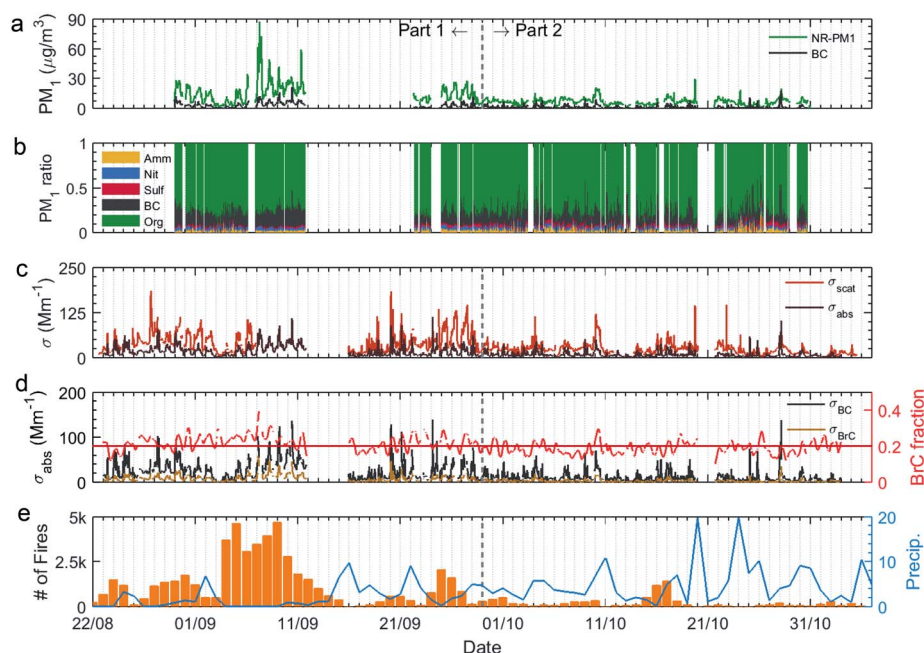 a
PM1 (μg/m³)
90
60
30
0
Part 1 ← → Part 2
NR-PM1
BC
b
PM1 ratio
1
0.5
0
Amm
Nit
Sulf
BC
Org
c
σ (Mm-1)
250
125
0
σscat
σabs
d
σabs (Mm-1)
200
100
0
σBC
σBrC
0.4
0.2
0
BrC fraction
e
# of Fires
5k
2.5k
0
20
10
0
Precip.
22/08 01/09 11/09 21/09 01/10 11/10 21/10 31/10
Date